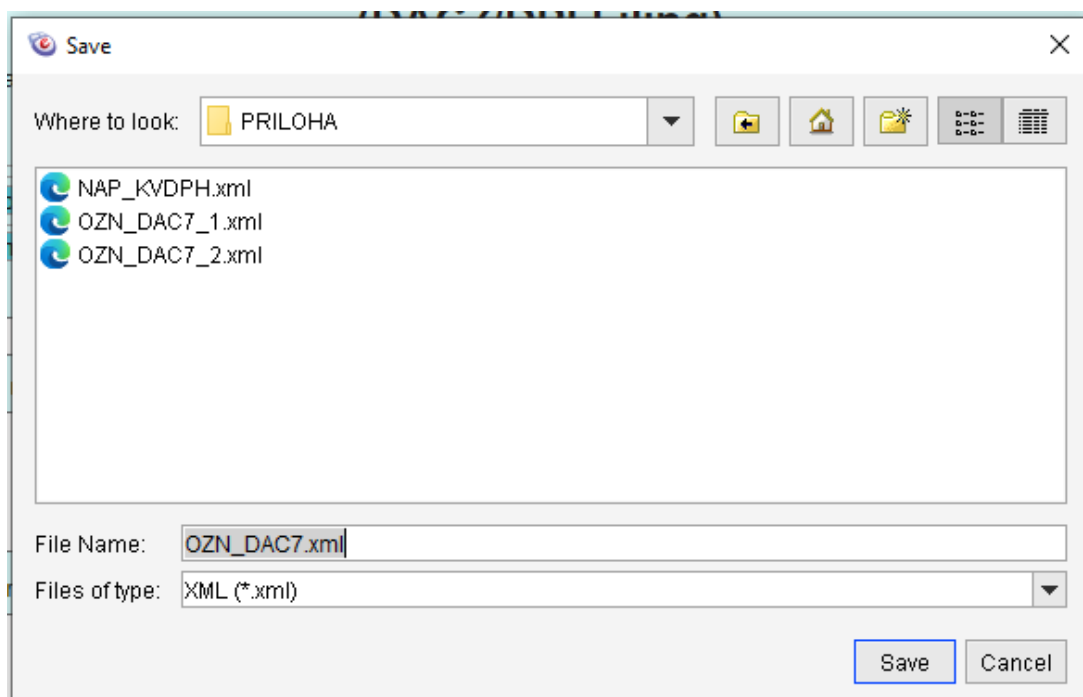 Save
Where to look: PRILOHA
NAP_KVDPH.xml
OZN_DAC7_1.xml
OZN_DAC7_2.xml
File Name: OZN_DAC7.xml
Files of type: XML (*.xml)
Save Cancel